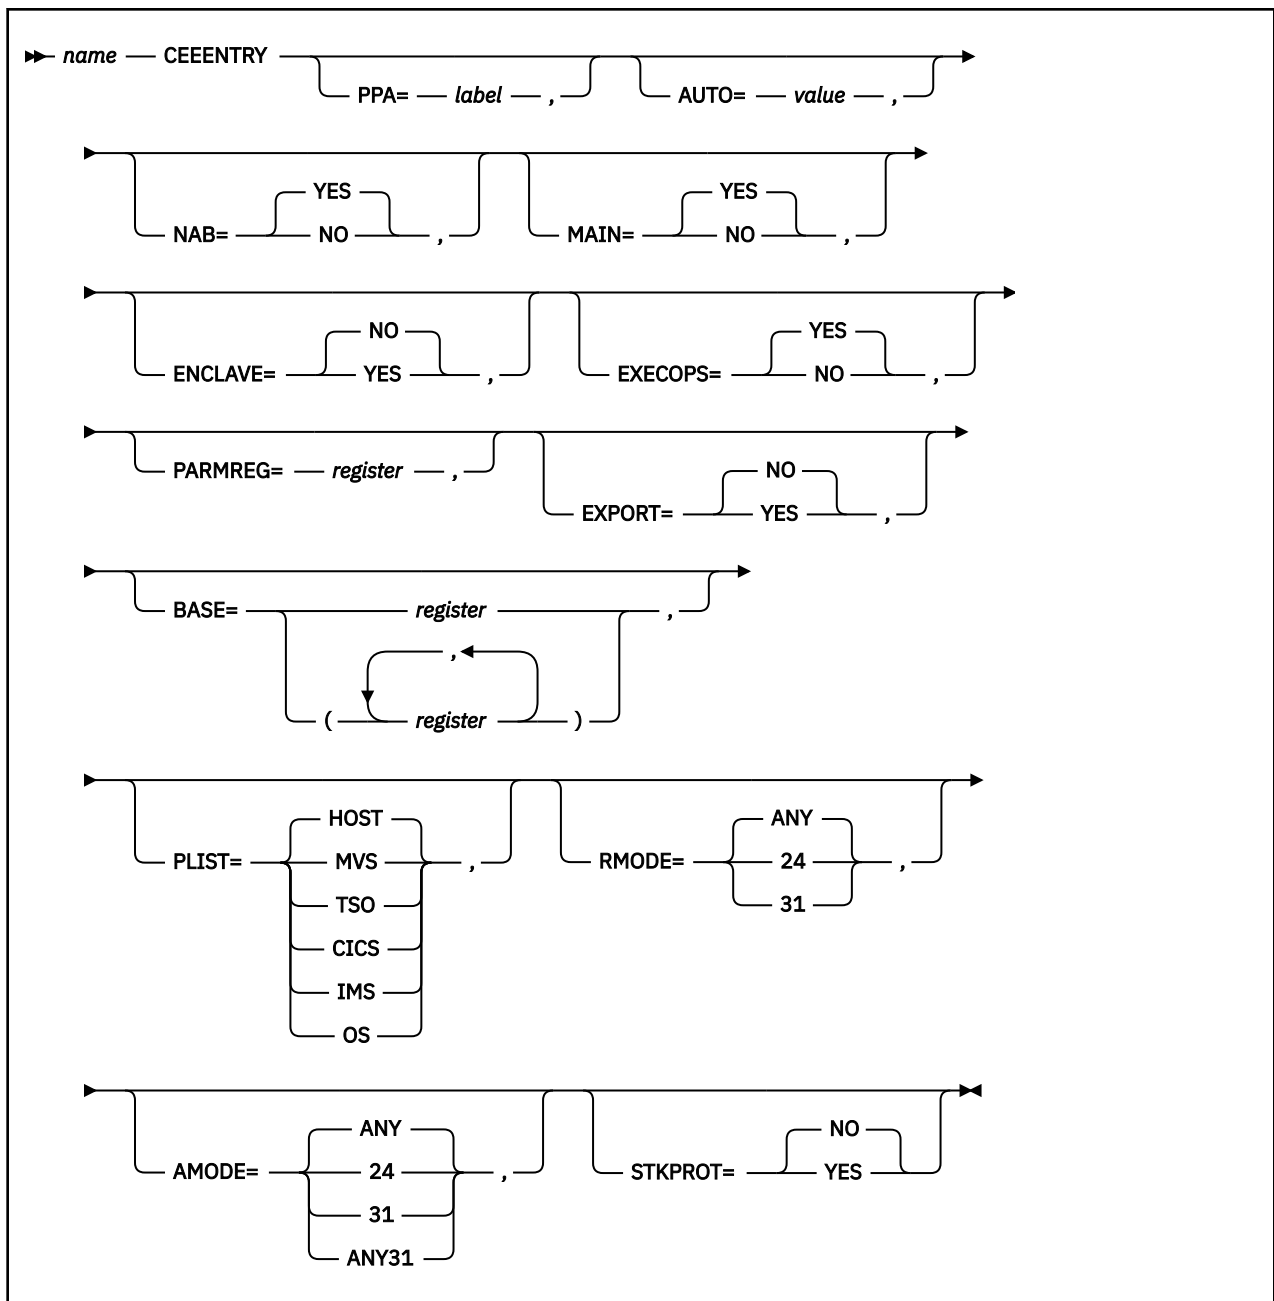 name CEEENTRY
PPA= label , AUTO= value ,
YES YES
NAB= NO , MAIN= NO ,
NO YES
ENCLAVE= YES , EXECOPS= NO ,
PARMREG= register , NO
EXPORT= YES ,
BASE= register ,
,
( register )
HOST ANY
PLIST= MVS , RMODE= 24 ,
TSO 31
CICS
IMS
OS
ANY NO
AMODE= 24 , STKPROT= YES
31
ANY31